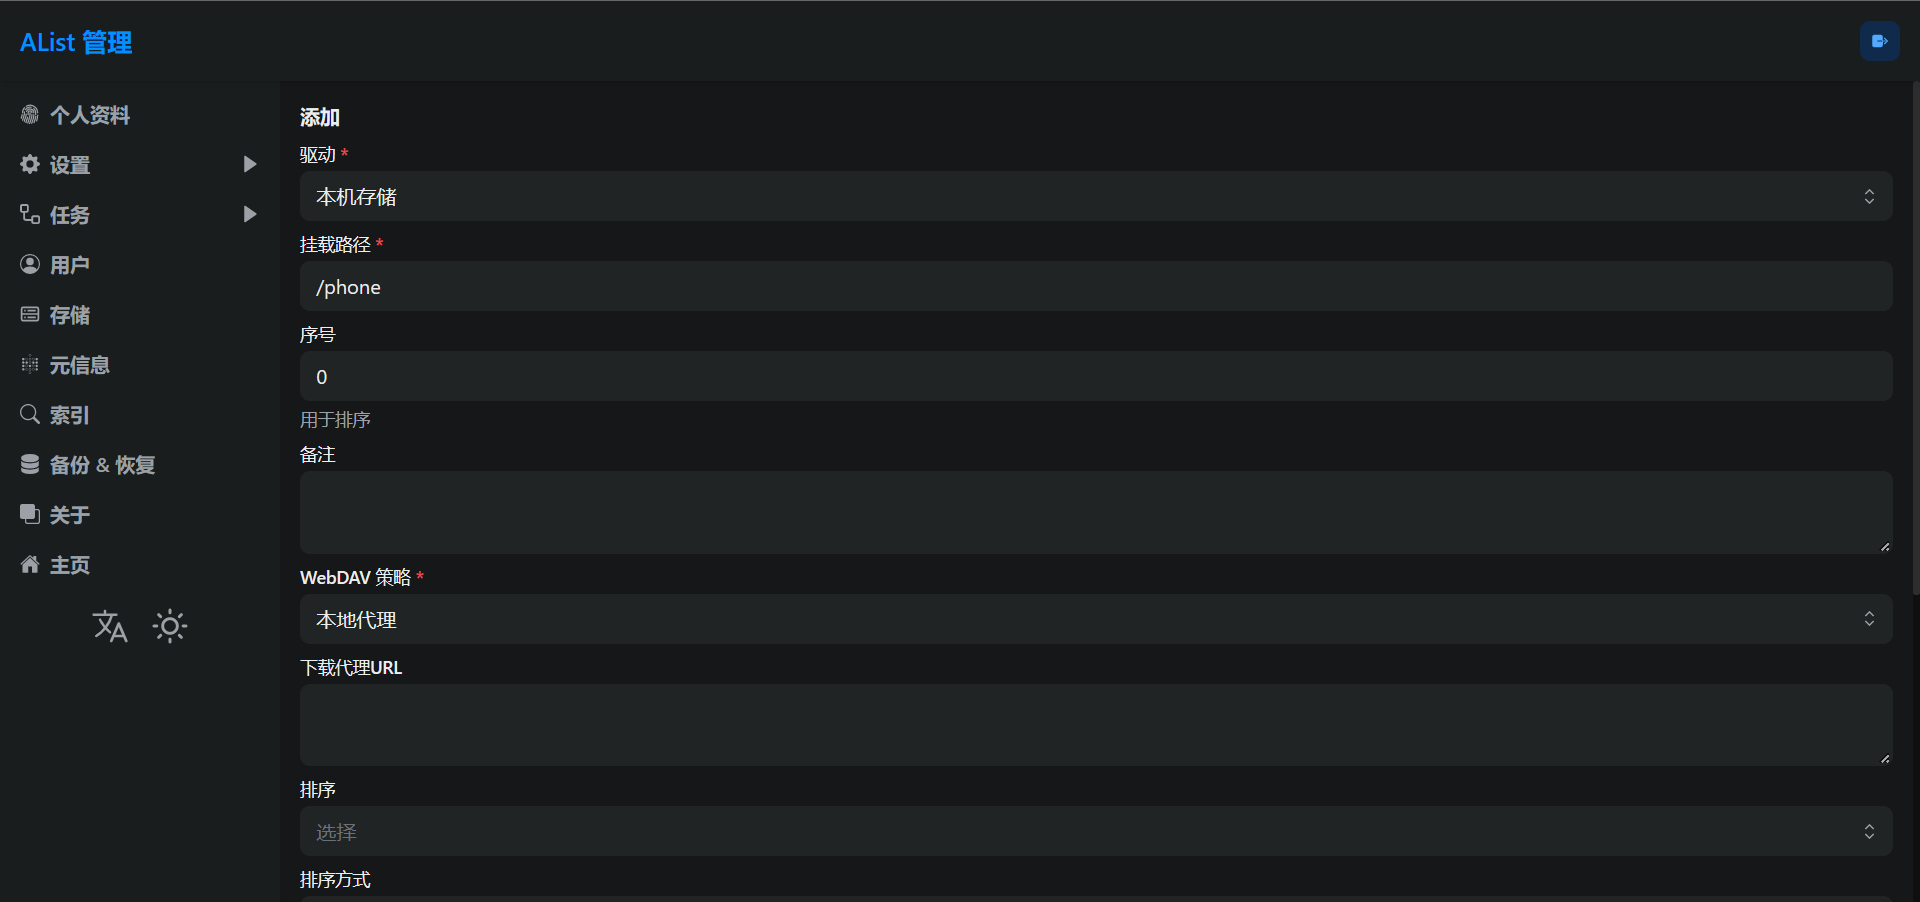 AList 管理
个人资料
设置
任务
用户
存储
元信息
索引
备份 & 恢复
关于
主页
添加
驱动 *
本机存储
挂载路径 *
/phone
序号
0
用于排序
备注
WebDAV 策略 *
本地代理
下载代理URL
排序
选择
排序方式